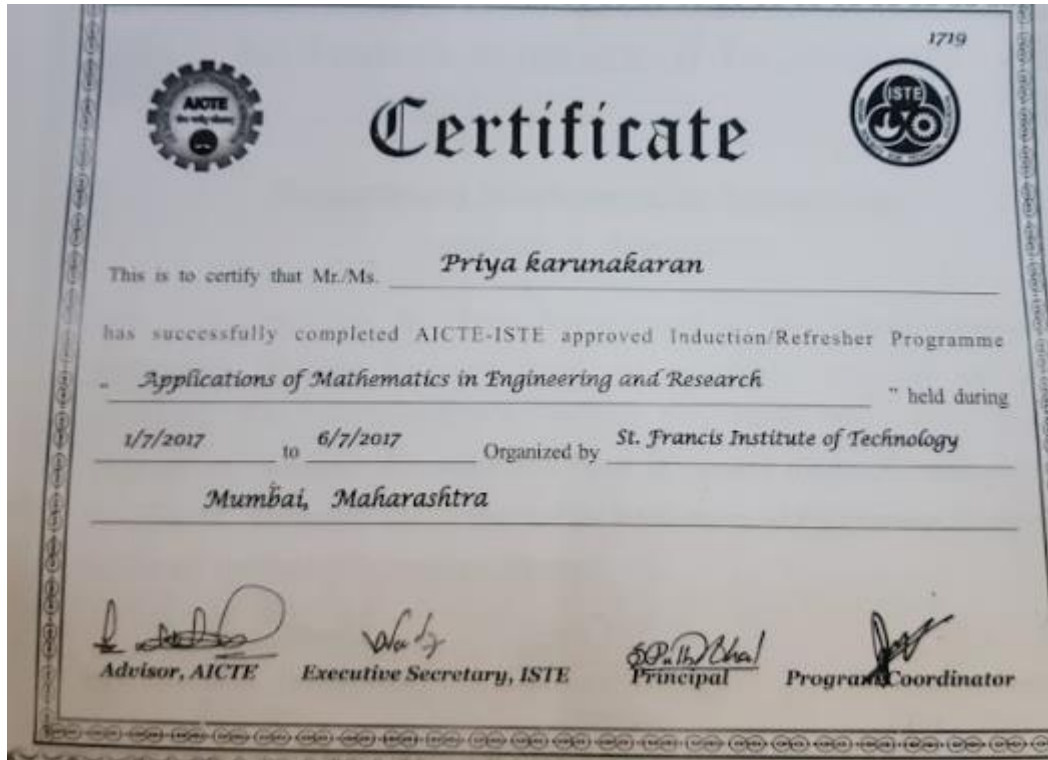 1719
AICTE
ISTE
Certificate
This is to certify that Mr./Ms. Priya karunakaran
has successfully completed AICTE-ISTE approved Induction/Refresher Programme
" Applications of Mathematics in Engineering and Research " held during
1/7/2017 to 6/7/2017 Organized by St. Francis Institute of Technology
Mumbai, Maharashtra
Advisor, AICTE Executive Secretary, ISTE Principal Program Coordinator